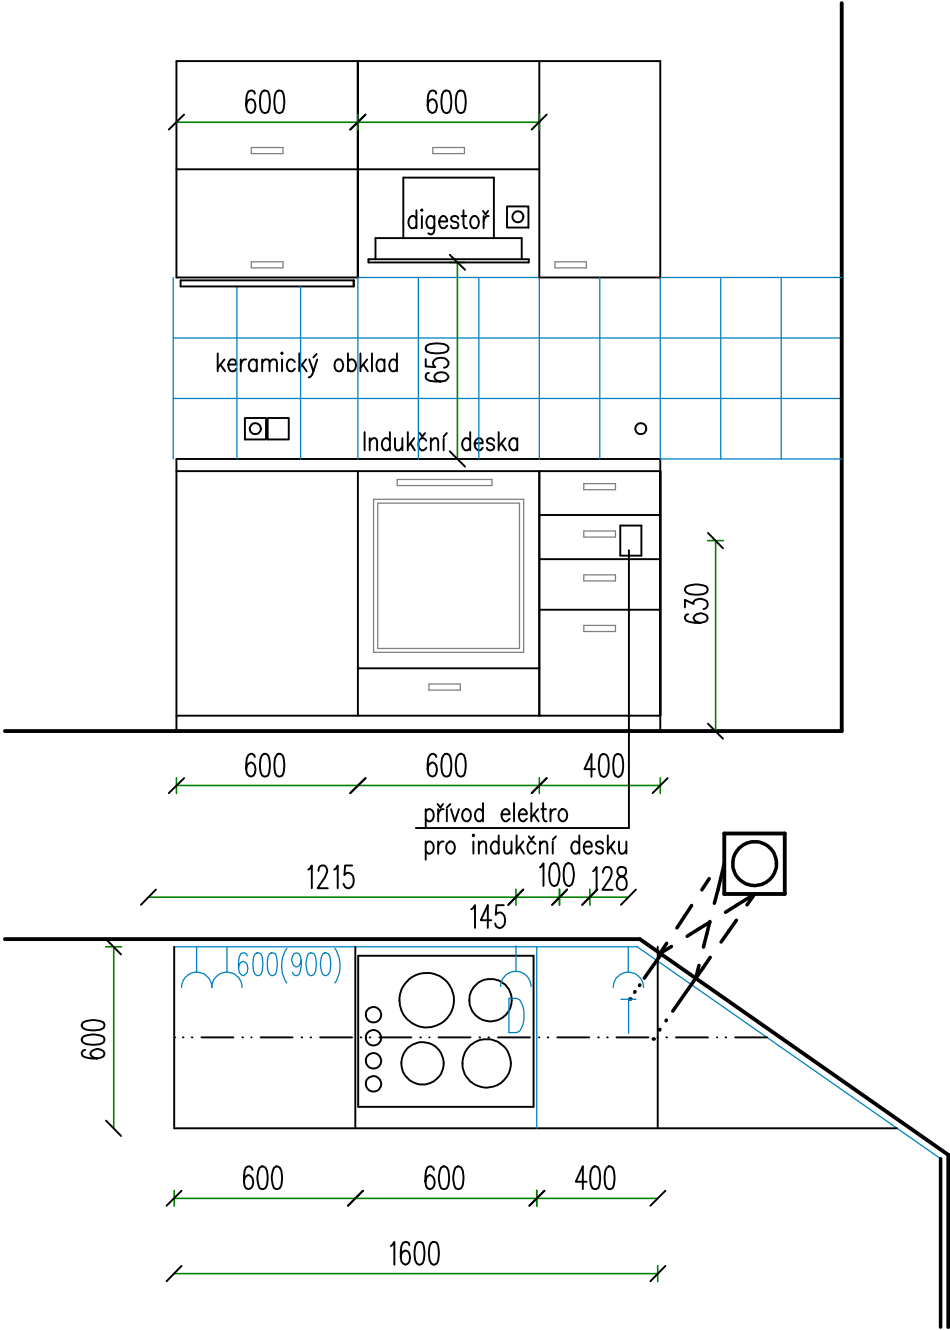 600
600
digestoř
keramický obklad
650
Indukční deska
630
600
600
400
přívod elektro
pro indukční desku
1215
100
128
145
600(900)
D
600
600
600
400
1600